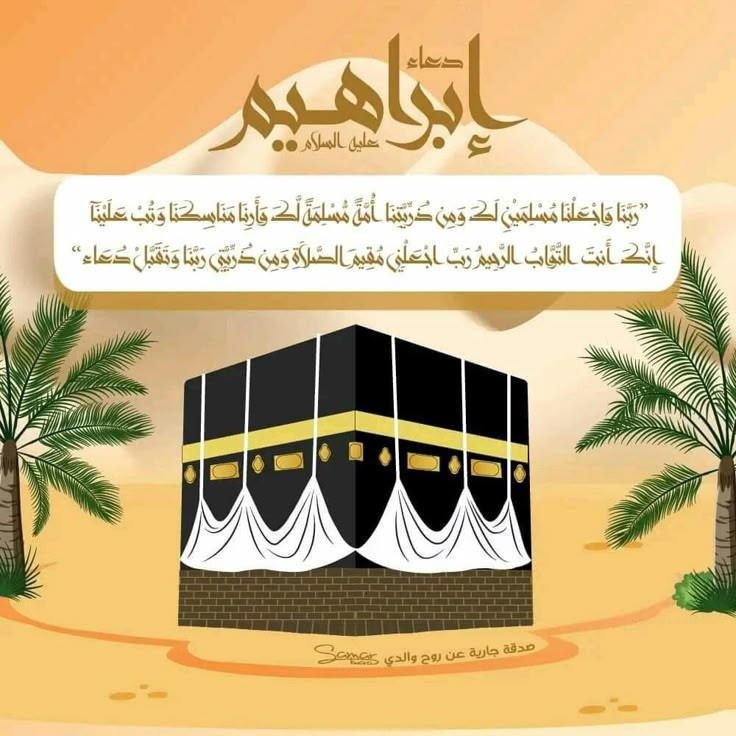 دعاء
إبراهيم
عليه السلام
”رَبَّنَا وَاجْعَلْنَا مُسْلِمَيْنِ لَكَ وَمِن ذُرِّيَّتِنَا أُمَّةً مُّسْلِمَةً لَّكَ وَأَرِنَا مَنَاسِكَنَا وَتُبْ عَلَيْنَآ
إِنَّكَ أَنتَ التَّوَّابُ الرَّحِيمُ رَبِّ اجْعَلْنِي مُقِيمَ الصَّلَاةِ وَمِن ذُرِّيَّتِي رَبَّنَا وَتَقَبَّلْ دُعَاء“
صدقة جارية عن روح والدي Samar